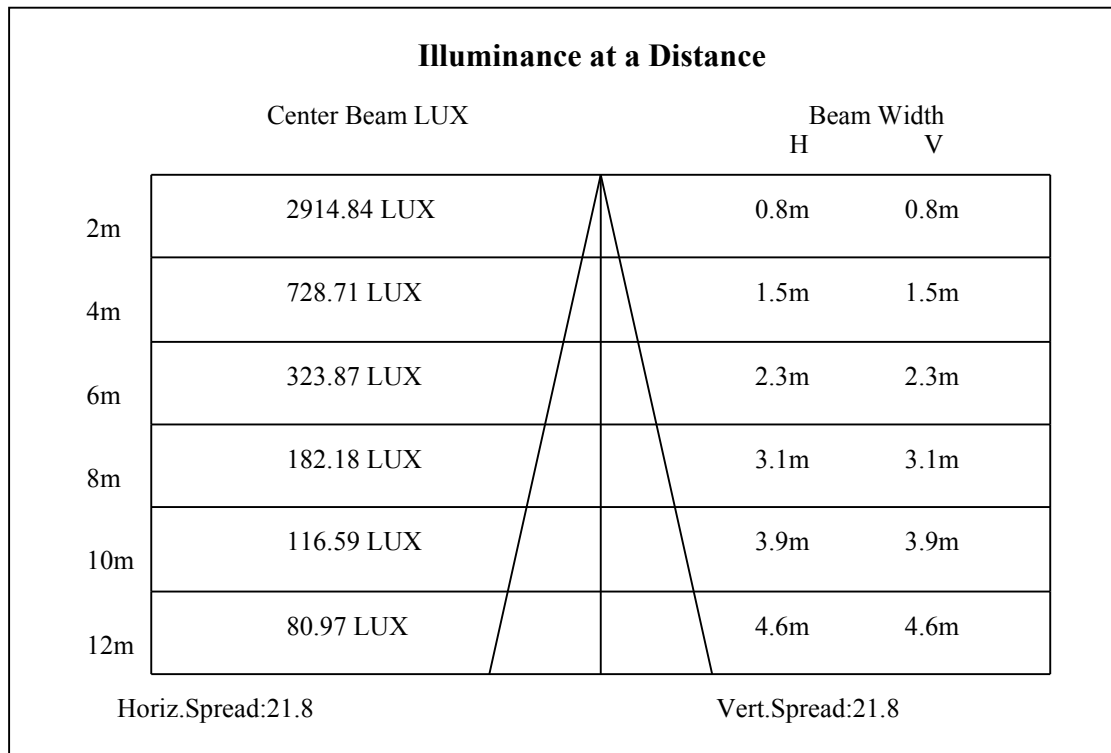 Illuminance at a Distance
Center Beam LUX Beam Width
H V
2m 2914.84 LUX 0.8m 0.8m
4m 728.71 LUX 1.5m 1.5m
6m 323.87 LUX 2.3m 2.3m
8m 182.18 LUX 3.1m 3.1m
10m 116.59 LUX 3.9m 3.9m
12m 80.97 LUX 4.6m 4.6m
Horiz.Spread:21.8 Vert.Spread:21.8